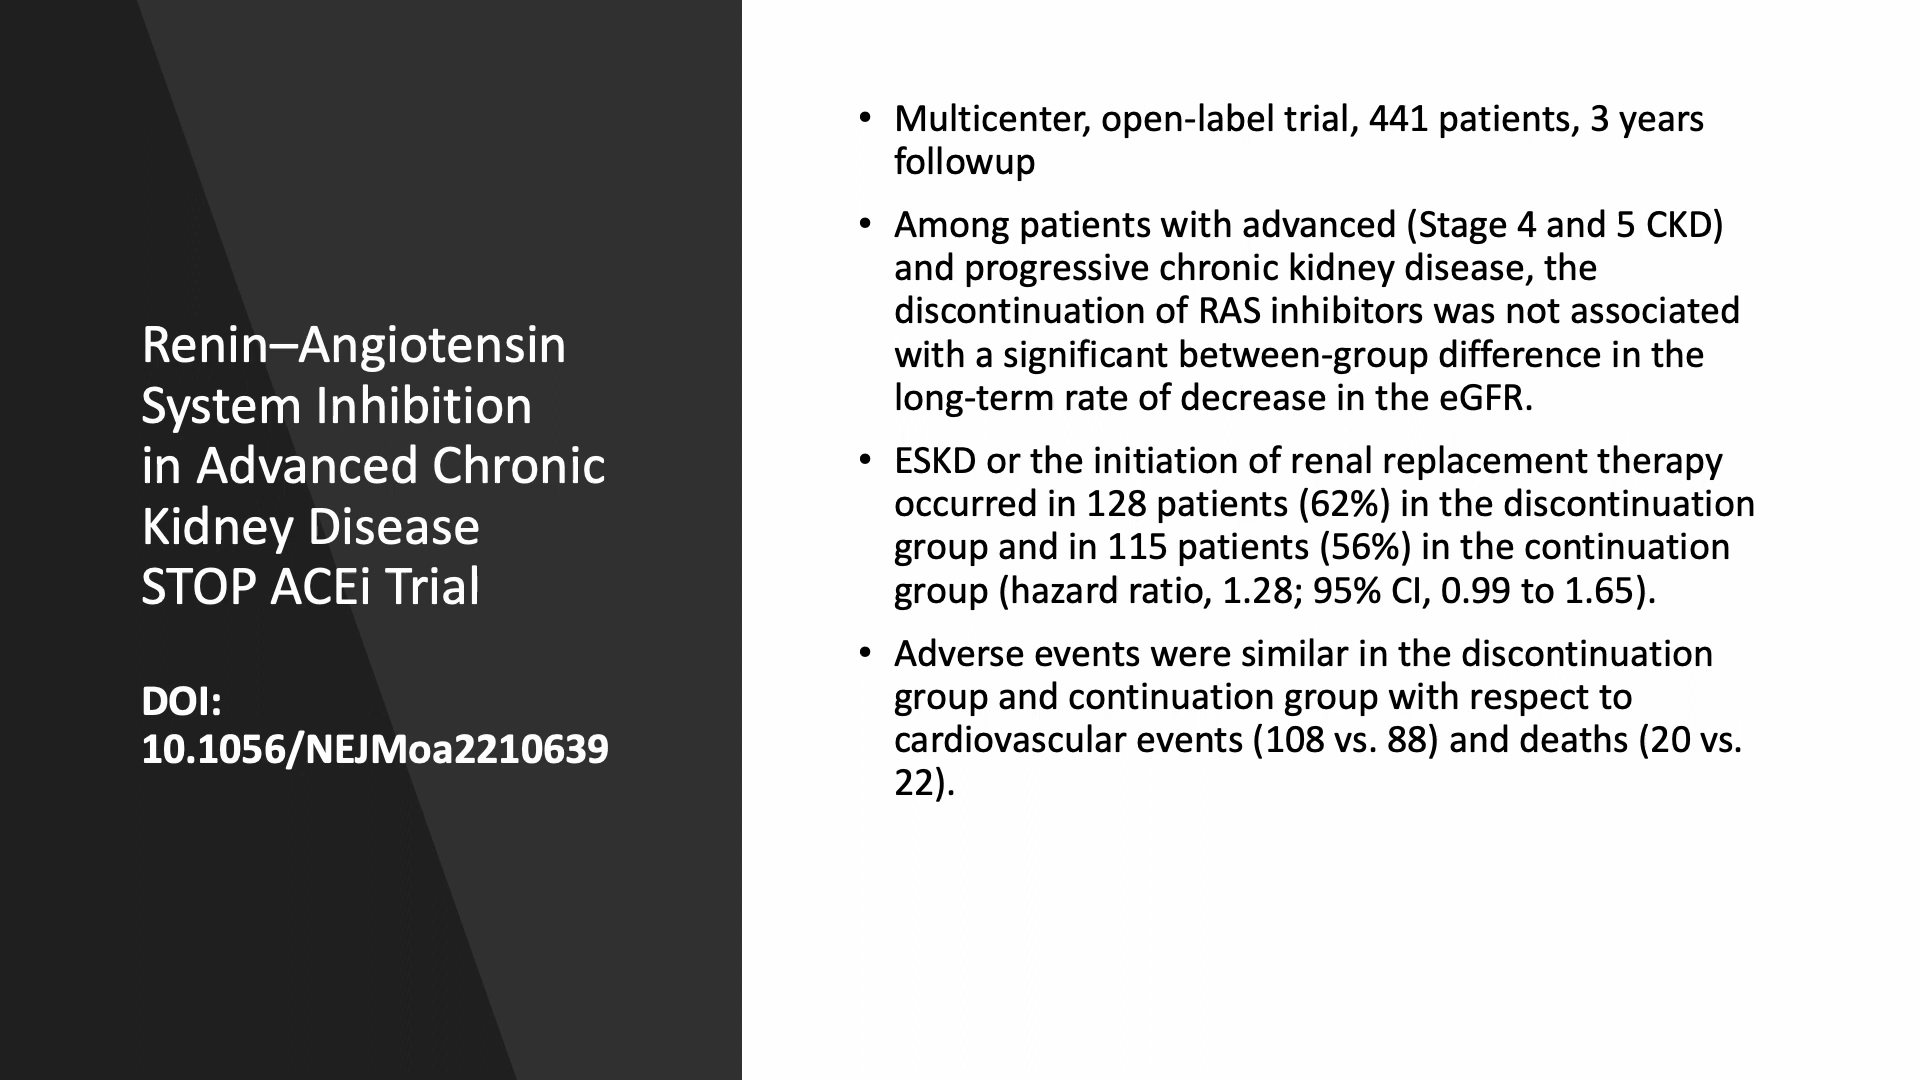 Renin–Angiotensin
System Inhibition
in Advanced Chronic
Kidney Disease
STOP ACEi Trial
DOI:
10.1056/NEJMoa2210639
• Multicenter, open-label trial, 441 patients, 3 years
followup
• Among patients with advanced (Stage 4 and 5 CKD)
and progressive chronic kidney disease, the
discontinuation of RAS inhibitors was not associated
with a significant between-group difference in the
long-term rate of decrease in the eGFR.
• ESKD or the initiation of renal replacement therapy
occurred in 128 patients (62%) in the discontinuation
group and in 115 patients (56%) in the continuation
group (hazard ratio, 1.28; 95% CI, 0.99 to 1.65).
• Adverse events were similar in the discontinuation
group and continuation group with respect to
cardiovascular events (108 vs. 88) and deaths (20 vs.
22).